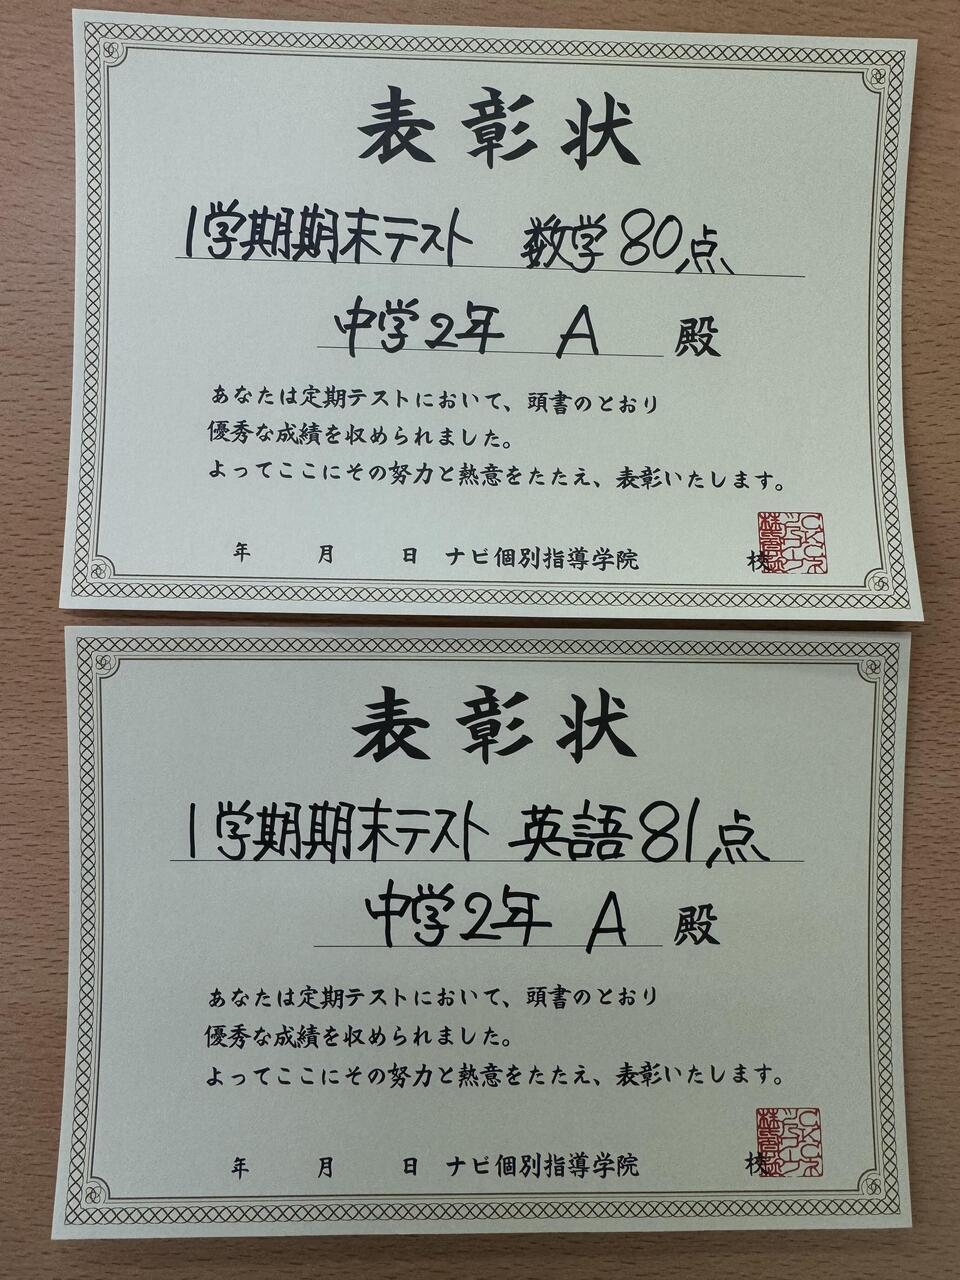 表彰状
1学期期末テスト 数学80点
中学2年 A 殿
あなたは定期テストにおいて、頭書のとおり
優秀な成績を収められました。
よってここにその努力と熱意をたたえ、表彰いたします。
年 月 日 ナビ個別指導学院 校
表彰状
1学期期末テスト 英語81点
中学2年 A 殿
あなたは定期テストにおいて、頭書のとおり
優秀な成績を収められました。
よってここにその努力と熱意をたたえ、表彰いたします。
年 月 日 ナビ個別指導学院 校